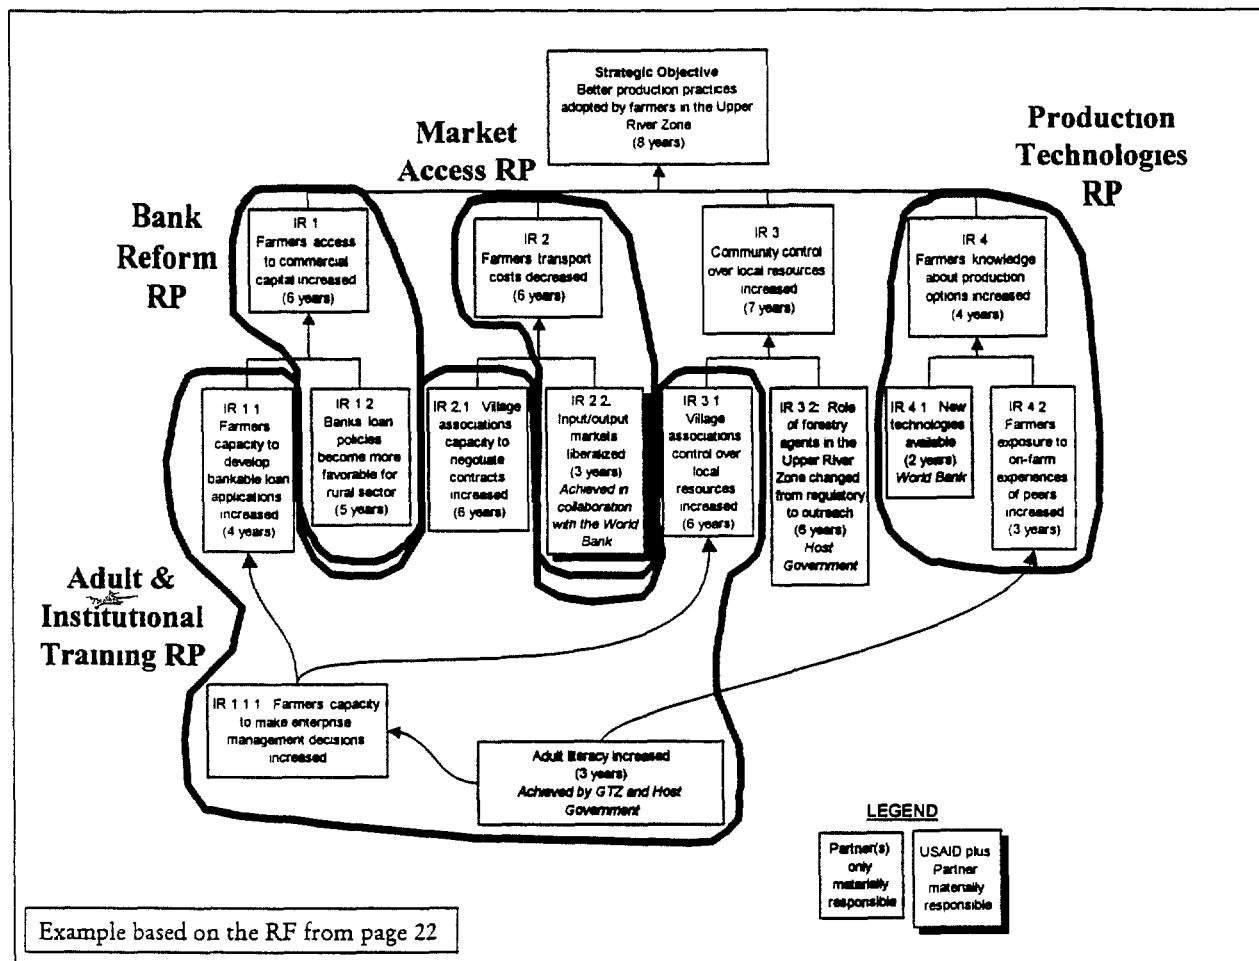 Strategic Objective
Better production practices
adopted by farmers in the Upper
River Zone
(8 years)
Market
Access RP
Production
Technologies
RP
Bank
Reform
RP
IR 1
Farmers access
to commercial
capital increased
(6 years)
IR 2
Farmers transport
costs decreased
(6 years)
IR 3
Community control
over local resources
increased
(7 years)
IR 4
Farmers knowledge
about production
options increased
(4 years)
IR 1 1
Farmers
capacity to
develop
bankable loan
applications
increased
(4 years)
IR 1 2
Banks loan
policies
become more
favorable for
rural sector
(5 years)
IR 2.1 Village
associations
capacity to
negotiate
contracts
increased
(6 years)
IR 2 2.
Input/output
markets
liberalized
(3 years)
Achieved in
collaboration
with the World
Bank
IR 3 1
Village
associations
control over
local
resources
increased
(6 years)
IR 3 2: Role
of forestry
agents in the
Upper River
Zone changed
from regulatory
to outreach
(6 years)
Host
Government
IR 4 1 New
technologies
available
(2 years)
World Bank
IR 4 2
Farmers
exposure to
on-farm
experiences
of peers
increased
(3 years)
Adult &
Institutional
Training RP
IR 1 1 1 Farmers capacity
to make enterprise
management decisions
increased
Adult literacy increased
(3 years)
Achieved by GTZ and Host
Government
LEGEND
Partner(s)
only
materially
responsible
USAID plus
Partner
materially
responsible
Example based on the RF from page 22